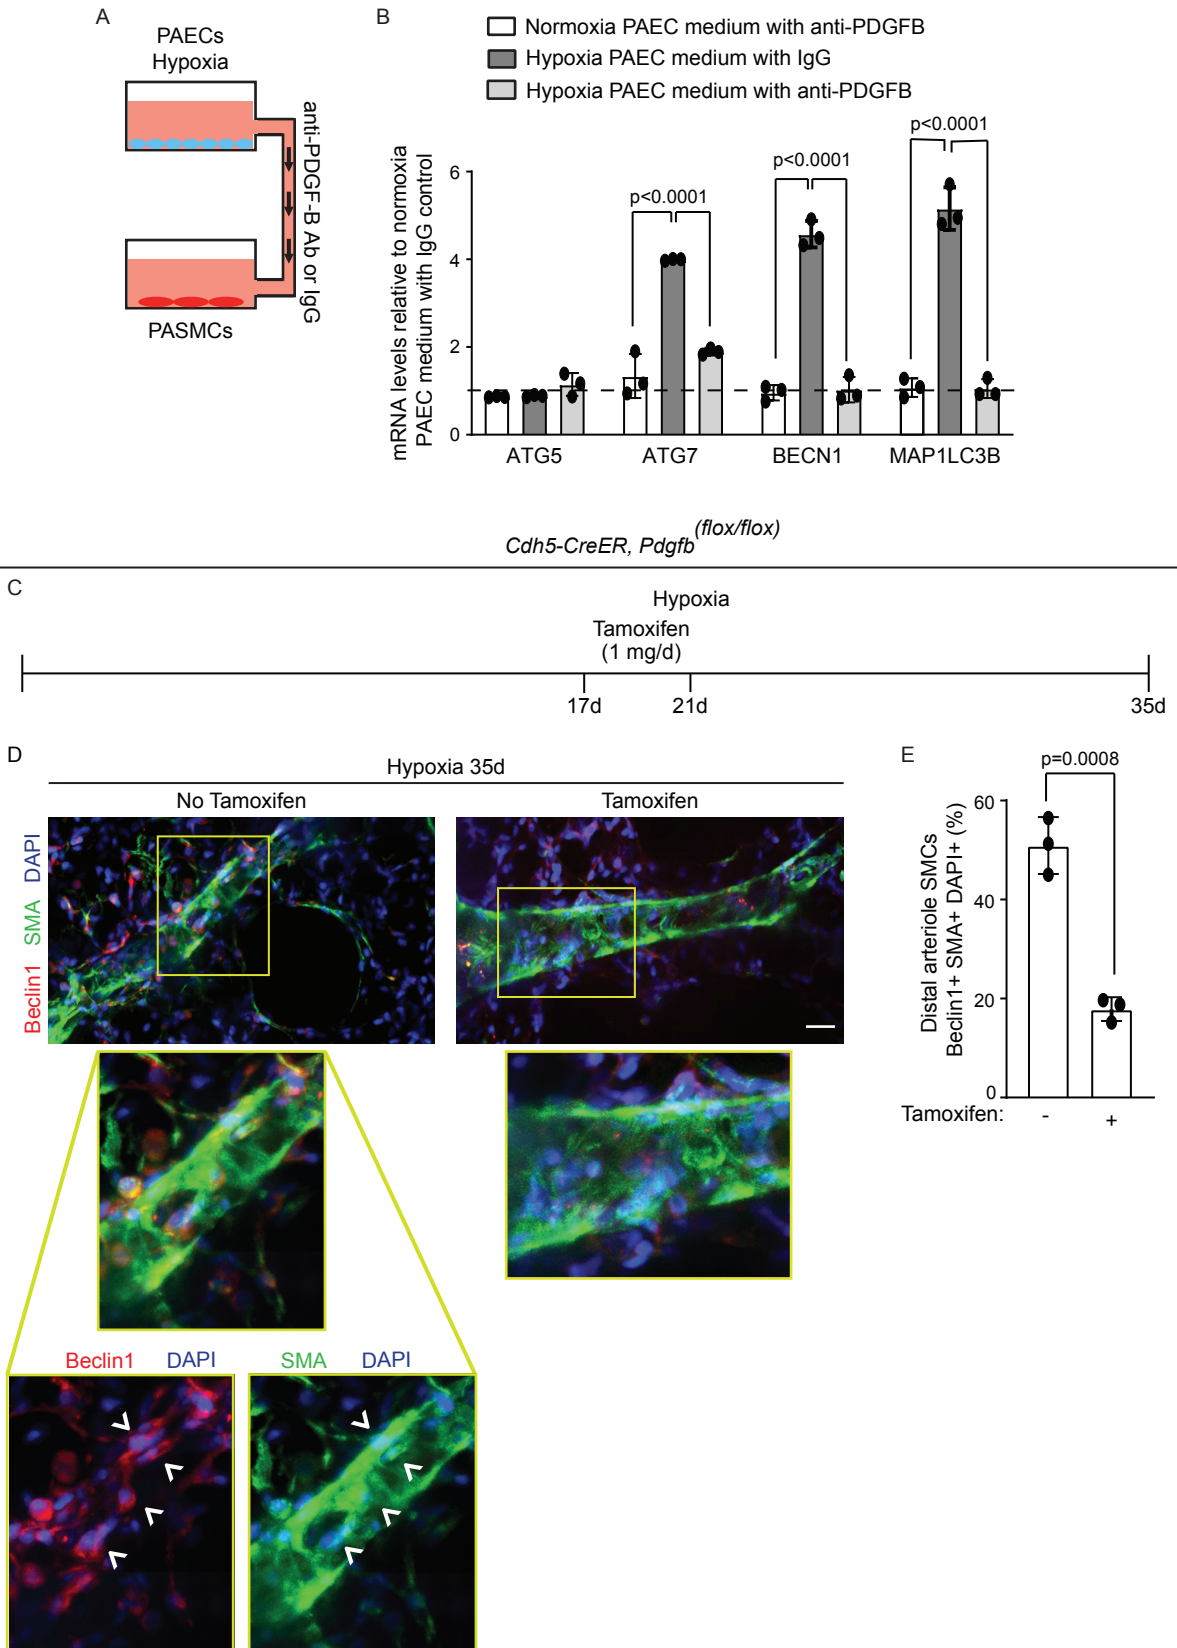 A
PAECs
Hypoxia
anti-PDGF-B Ab or IgG
PASMCs
B
Normoxia PAEC medium with anti-PDGFB
Hypoxia PAEC medium with IgG
Hypoxia PAEC medium with anti-PDGFB
mRNA levels relative to normoxia
PAEC medium with IgG control
6
4
2
0
p<0.0001
p<0.0001
p<0.0001
ATG5
ATG7
BECN1
MAP1LC3B
Cdh5-CreER, Pdgfb(flox/flox)
C
Hypoxia
Tamoxifen
(1 mg/d)
17d
21d
35d
D
Hypoxia 35d
No Tamoxifen
Tamoxifen
Beclin1 SMA DAPI
Beclin1 DAPI
SMA DAPI
E
p=0.0008
Distal arteriole SMCs
Beclin1+ SMA+ DAPI+ (%)
60
40
20
0
Tamoxifen: - +